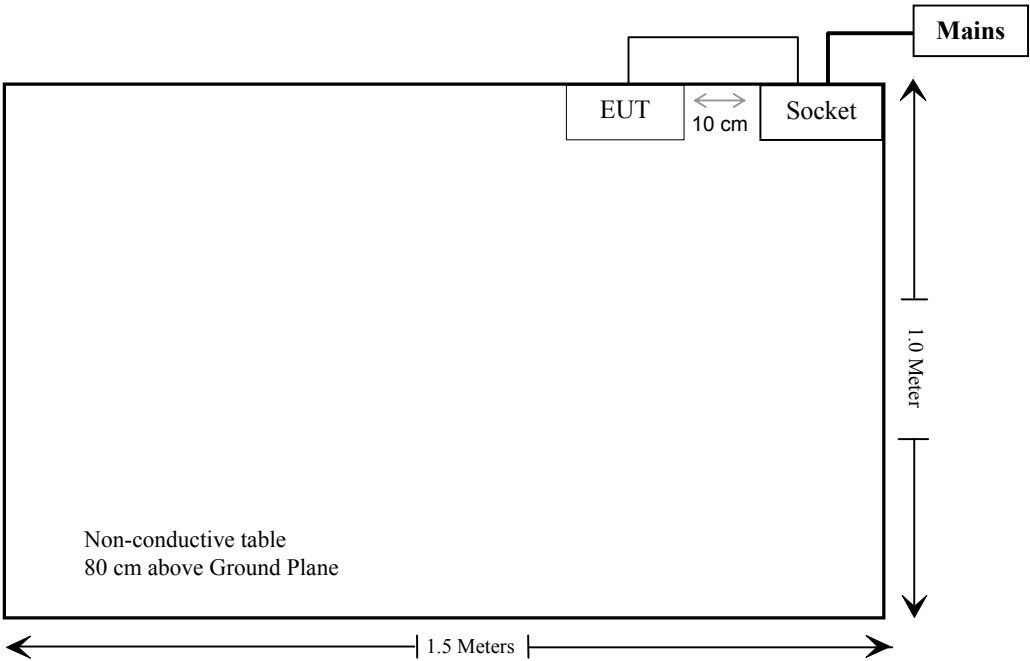 Mains
EUT
10 cm
Socket
1.0 Meter
Non-conductive table
80 cm above Ground Plane
1.5 Meters